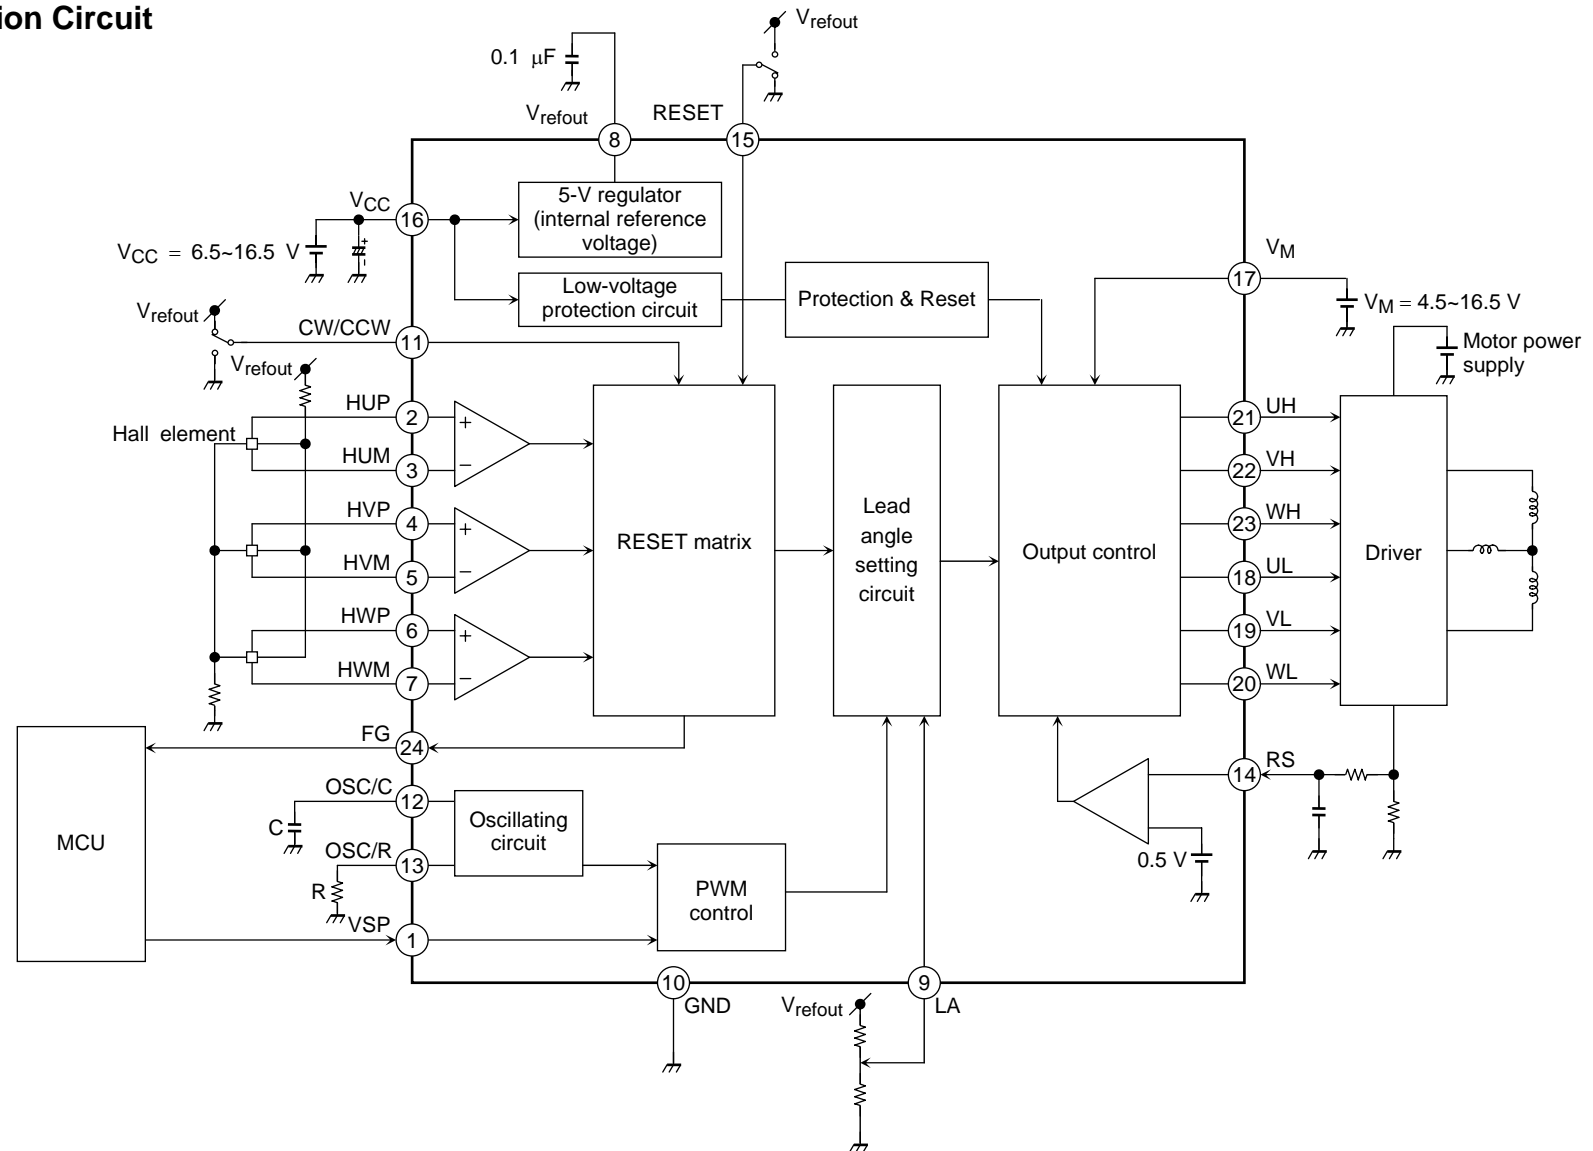 ion Circuit
Vrefout
0.1 μF
Vrefout
RESET
8
15
5-V regulator
(internal reference
voltage)
VCC
16
VCC = 6.5~16.5 V
+
−
VM
17
Low-voltage
protection circuit
Protection & Reset
VM = 4.5~16.5 V
Vrefout
CW/CCW
11
Motor power
supply
Vrefout
HUP
2
+
21
UH
Hall element
HUM
3
−
22
VH
HVP
4
+
23
WH
RESET matrix
Lead
angle
setting
circuit
Output control
Driver
HVM
5
−
18
UL
HWP
6
+
19
VL
HWM
7
−
20
WL
FG
24
14
RS
OSC/C
12
C
Oscillating
circuit
MCU
OSC/R
13
R
0.5 V
PWM
control
VSP
1
10
GND
9
LA
Vrefout